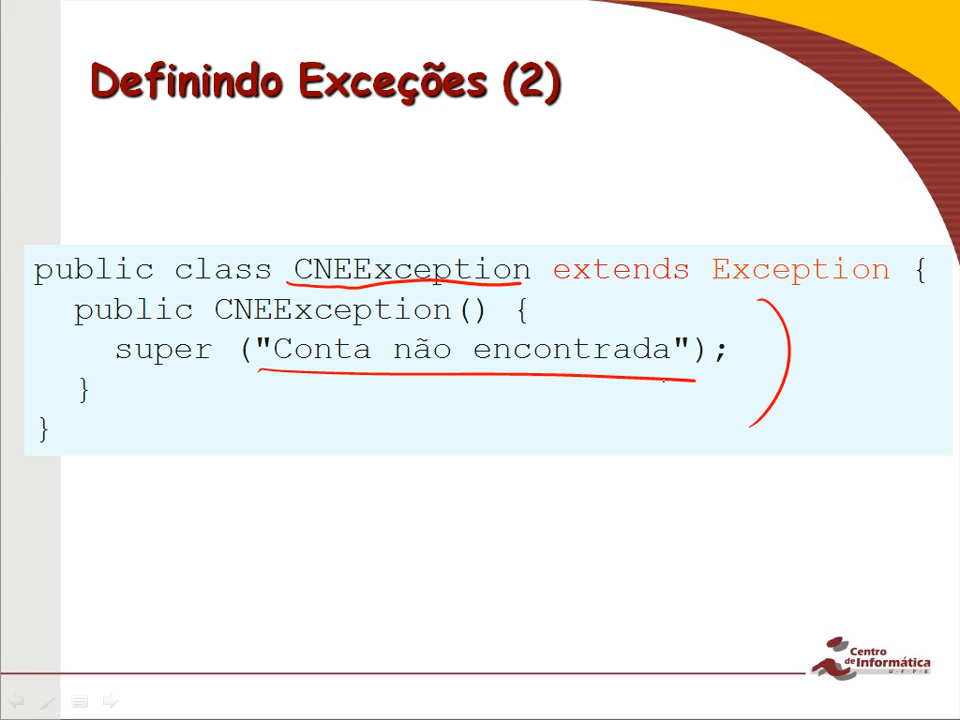 Definindo Exceções (2)
public class CNEException extends Exception {
public CNEException() {
super ("Conta não encontrada");
}
}
Centro
de Informática
U F P E